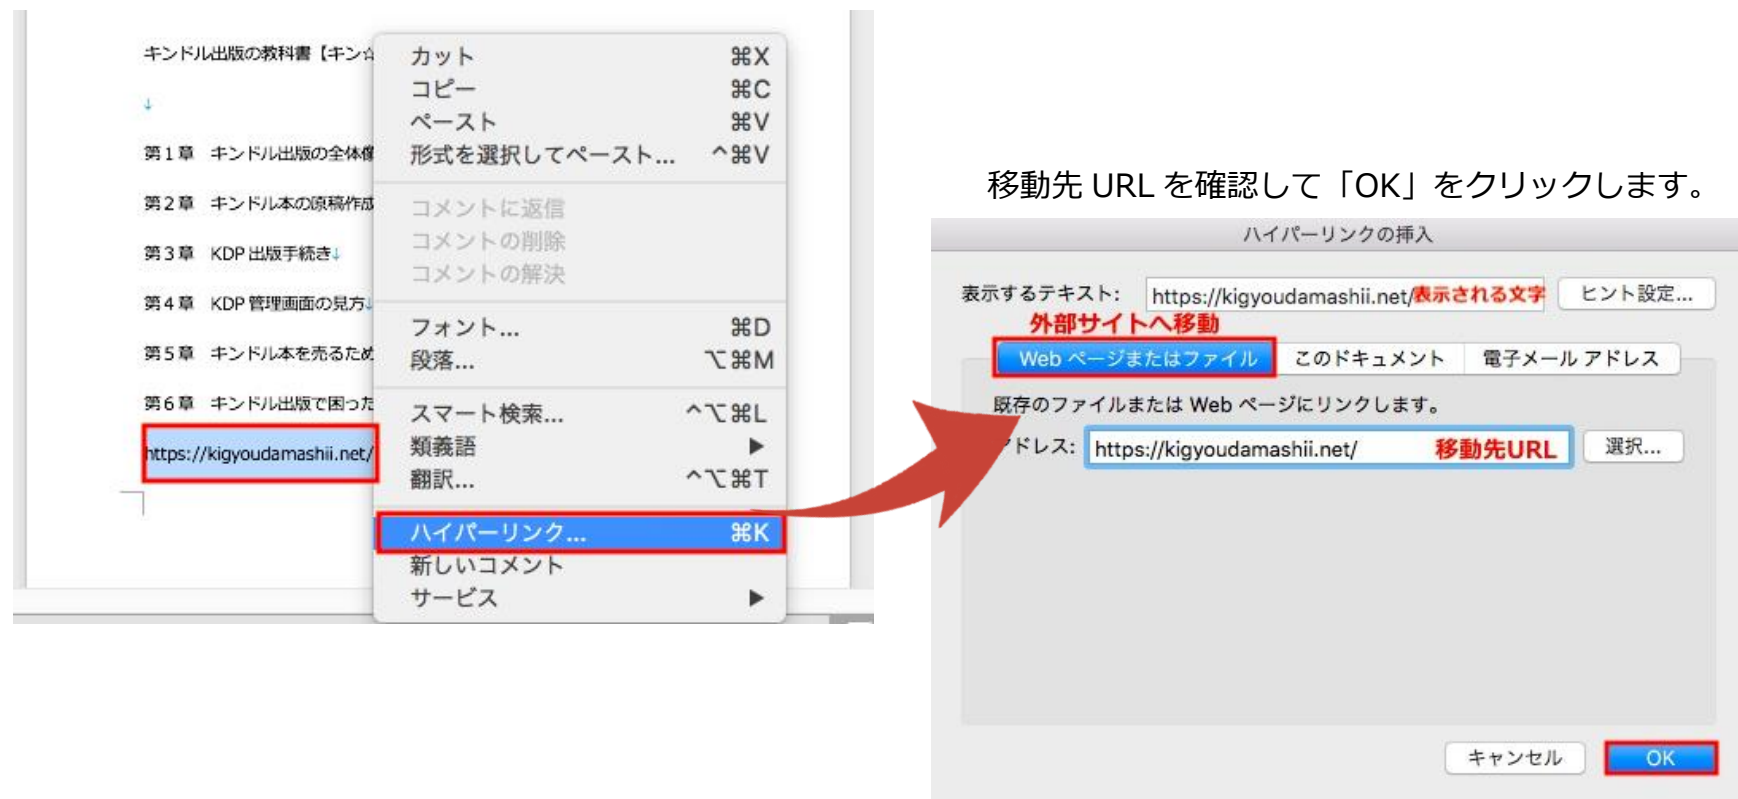 キンドル出版の教科書【キン☆
↓
第1章　キンドル出版の全体像
第2章　キンドル本の原稿作成
第3章　KDP 出版手続き↓
第4章　KDP 管理画面の見方↓
第5章　キンドル本を売るため
第6章　キンドル出版で困った
https://kigyoudamashii.net/
カット ⌘X
コピー ⌘C
ペースト ⌘V
形式を選択してペースト... ^⌘V
コメントに返信
コメントの削除
コメントの解決
フォント... ⌘D
段落... ⌥⌘M
スマート検索... ^⌥⌘L
類義語 ▶
翻訳... ^⌥⌘T
ハイパーリンク... ⌘K
新しいコメント
サービス ▶
移動先 URL を確認して「OK」をクリックします。
ハイパーリンクの挿入
表示するテキスト: https://kigyoudamashii.net/ 表示される文字 ヒント設定...
外部サイトへ移動
Web ページまたはファイル このドキュメント 電子メール アドレス
既存のファイルまたは Web ページにリンクします。
ドレス: https://kigyoudamashii.net/ 移動先URL 選択...
キャンセル OK